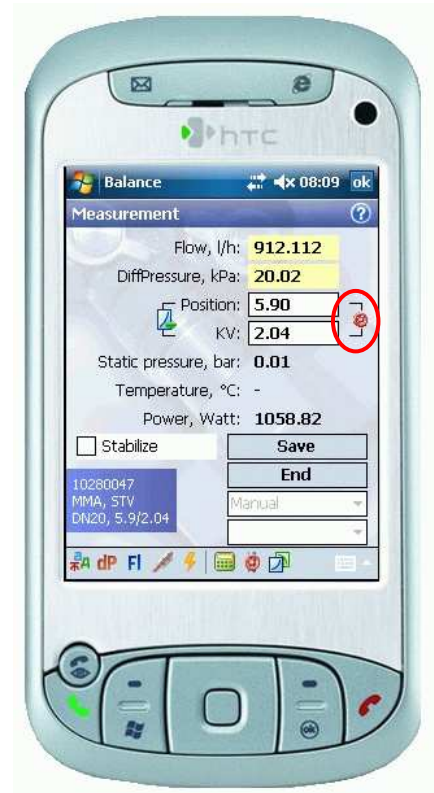 hTC
Balance 08:09 ok
Measurement ?
Flow, l/h: 912.112
DiffPressure, kPa: 20.02
Position: 5.90
KV: 2.04
Static pressure, bar: 0.01
Temperature, °C: -
Power, Watt: 1058.82
Stabilize Save
End
10280047
MMA, STV
DN20, 5.9/2.04
Manual
dP Fl
ok